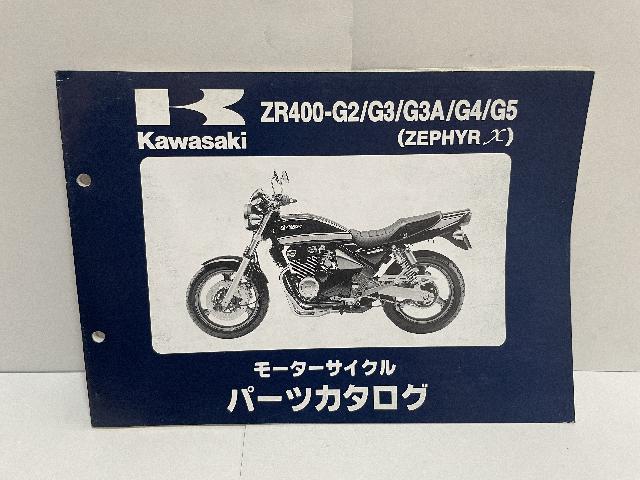 ZR400-G2/G3/G3A/G4/G5
(ZEPHYR χ)
Kawasaki
モーターサイクル
パーツカタログ